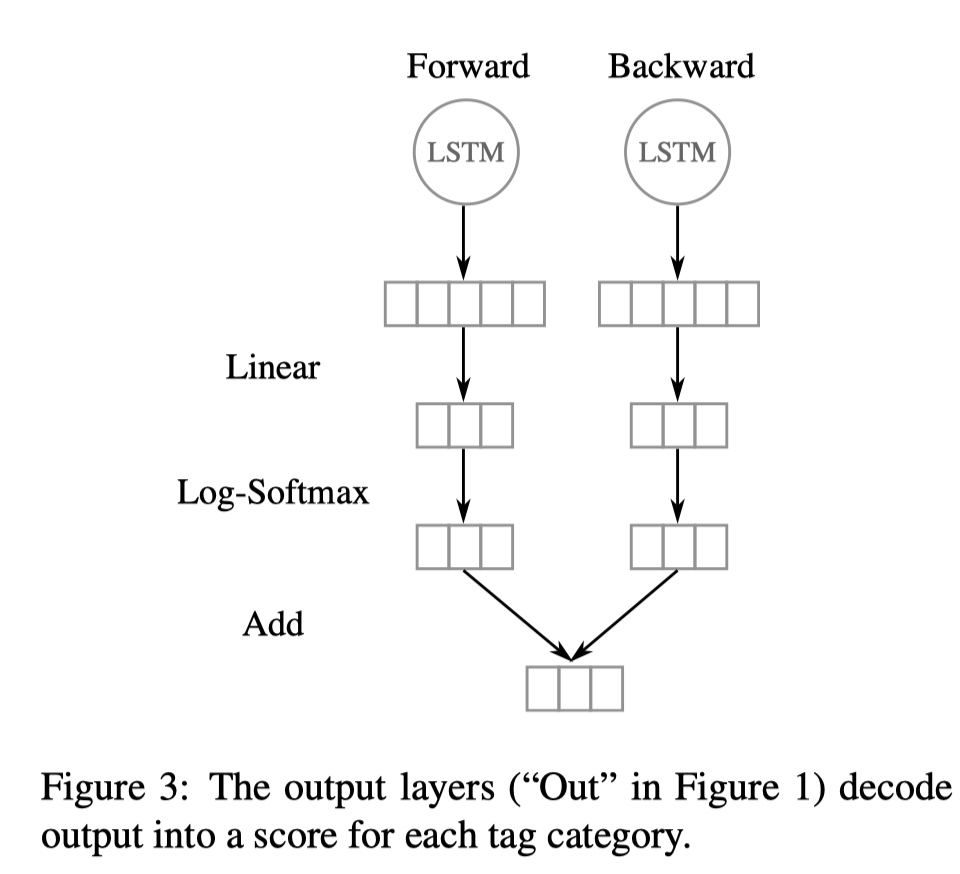 Forward Backward
LSTM LSTM
Linear
Log-Softmax
Add
Figure 3: The output layers (“Out” in Figure 1) decode
output into a score for each tag category.